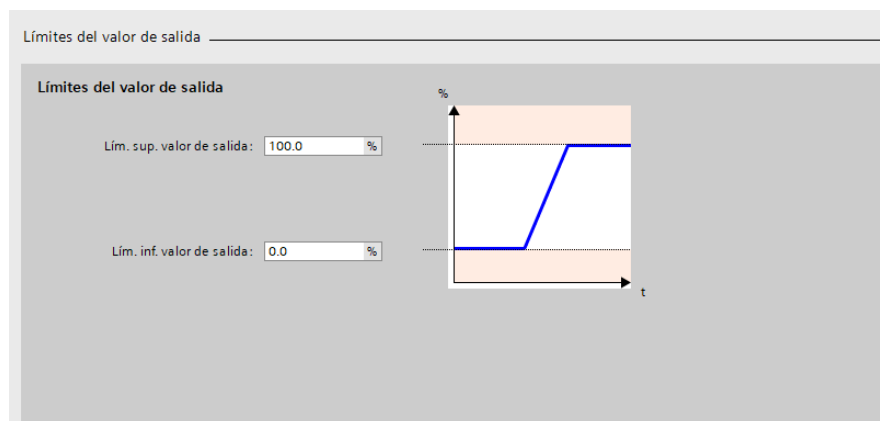 Límites del valor de salida
Límites del valor de salida
%
Lím. sup. valor de salida: 100.0 %
Lím. inf. valor de salida: 0.0 %
t